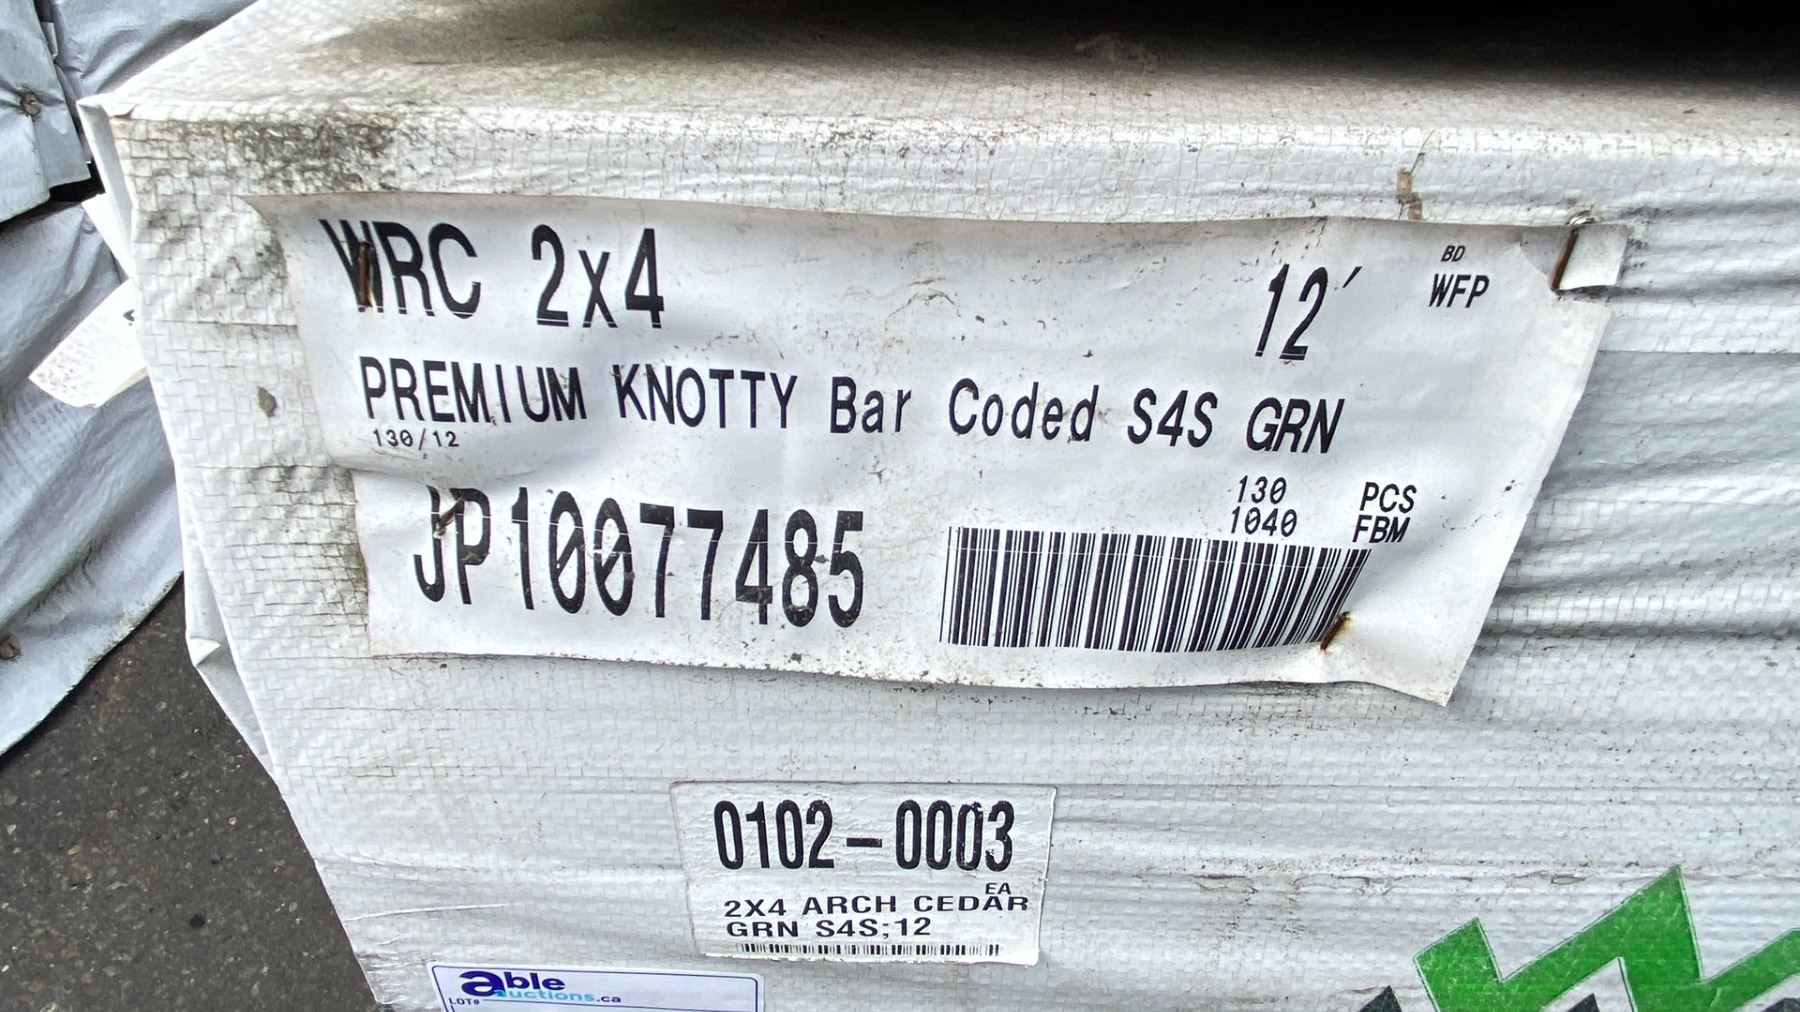 WRC 2x4 12' BD
WFP
PREMIUM KNOTTY Bar Coded S4S GRN
130/12
130 PCS
1040 FBM
JP10077485
0102-0003
EA
2X4 ARCH CEDAR
GRN S4S;12
able
auctions.ca
LOT#